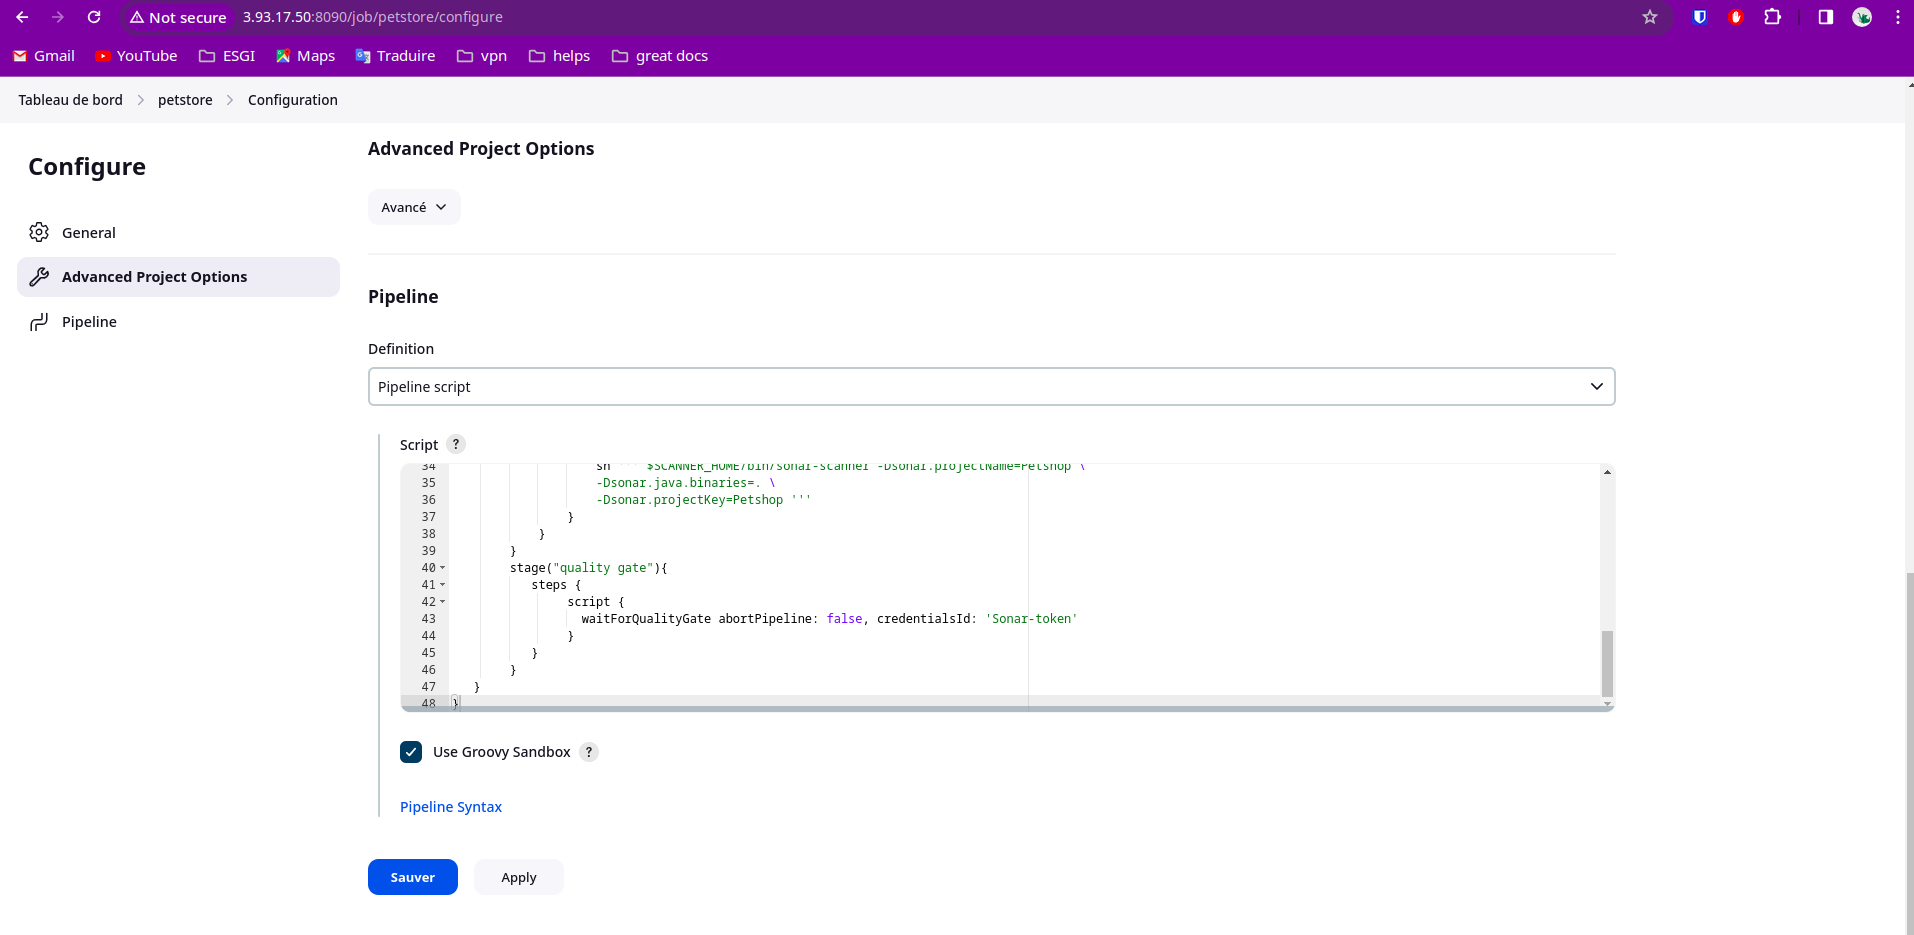 Not secure 3.93.17.50:8090/job/petstore/configure
Gmail YouTube ESGI Maps Traduire vpn helps great docs
Tableau de bord petstore Configuration
Configure
General
Advanced Project Options
Pipeline
Advanced Project Options
Avancé
Pipeline
Definition
Pipeline script
Script ?
34 sh ''' $SCANNER_HOME/bin/sonar-scanner -Dsonar.projectName=Petshop \
35 -Dsonar.java.binaries=. \
36 -Dsonar.projectKey=Petshop '''
37 }
38 }
39 }
40 stage("quality gate"){
41 steps {
42 script {
43 waitForQualityGate abortPipeline: false, credentialsId: 'Sonar-token'
44 }
45 }
46 }
47 }
48 }
Use Groovy Sandbox ?
Pipeline Syntax
Sauver Apply